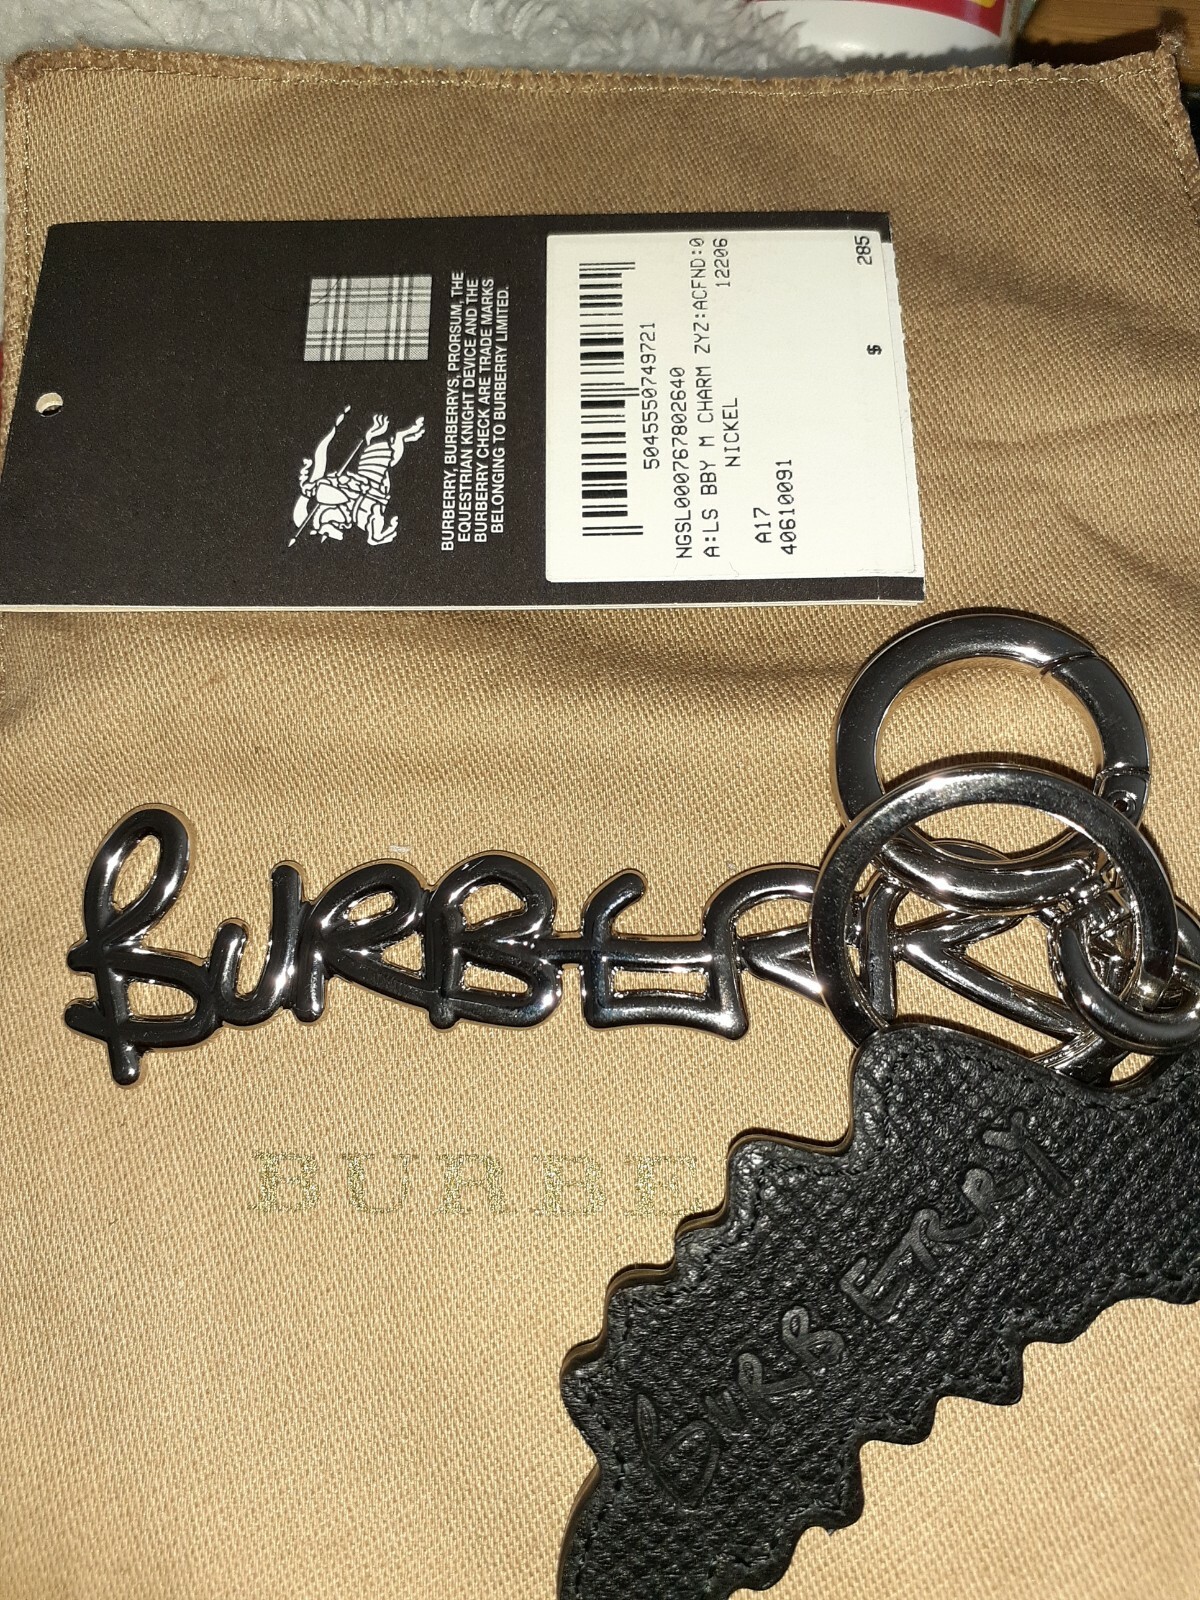 BURBERRY, BURBERRYS, PRORSUM, THE
EQUESTRIAN KNIGHT DEVICE AND THE
BURBERRY CHECK ARE TRADE MARKS
BELONGING TO BURBERRY LIMITED.
5045550749721
NGSL000767802640
A:LS BBY M CHARM ZYZ:ACFND:0
NICKEL 12206
A17
40610091
$ 285
BURBERRY
BURBE
BURBERRY